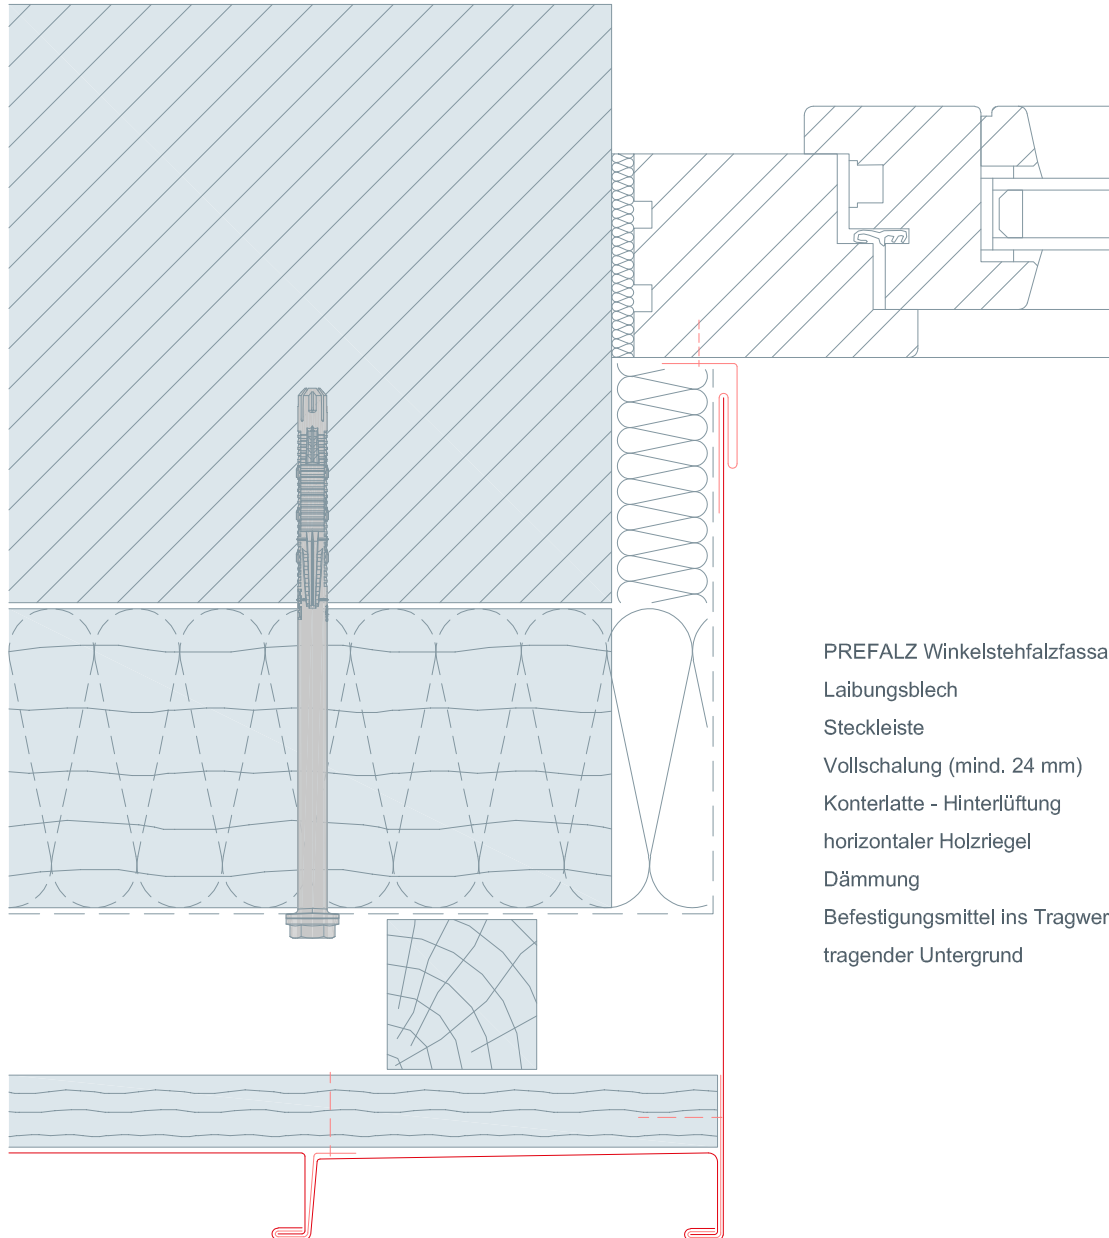 PREFALZ Winkelstehfalzfassa
Laibungsblech
Steckleiste
Vollschalung (mind. 24 mm)
Konterlatte - Hinterlüftung
horizontaler Holzriegel
Dämmung
Befestigungsmittel ins Tragwer
tragender Untergrund